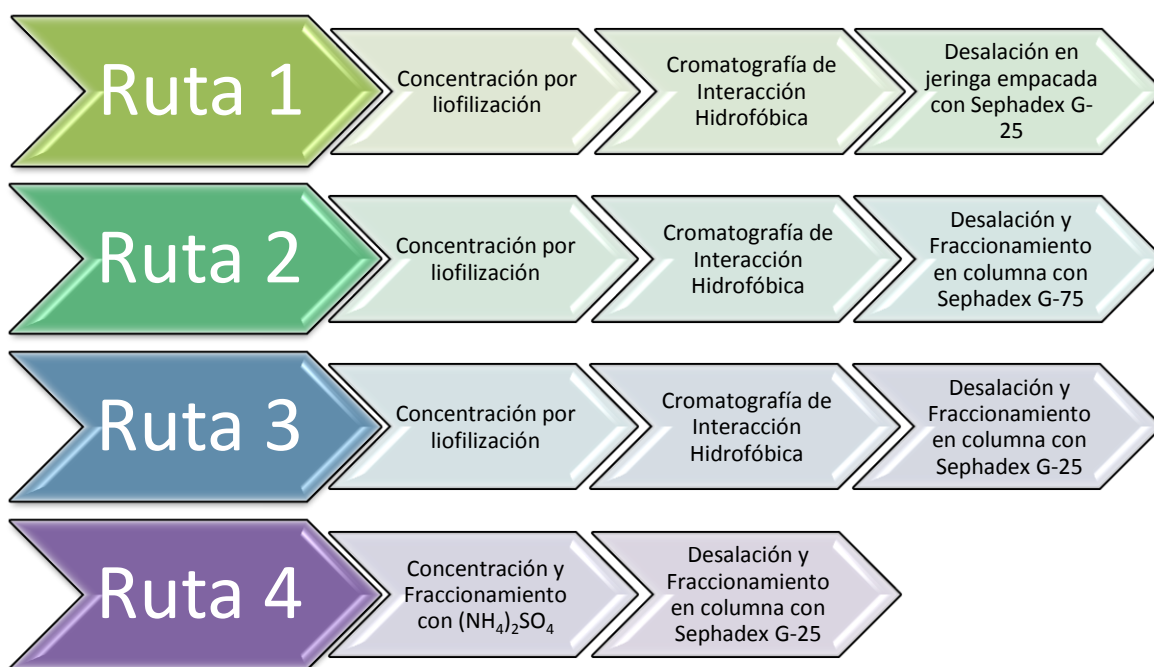 Ruta 1
Concentración por
liofilización
Cromatografía de
Interacción
Hidrofóbica
Desalación en
jeringa empacada
con Sephadex G-
25
Ruta 2
Concentración por
liofilización
Cromatografía de
Interacción
Hidrofóbica
Desalación y
Fraccionamiento
en columna con
Sephadex G-75
Ruta 3
Concentración por
liofilización
Cromatografía de
Interacción
Hidrofóbica
Desalación y
Fraccionamiento
en columna con
Sephadex G-25
Ruta 4
Concentración y
Fraccionamiento
con (NH₄)₂SO₄
Desalación y
Fraccionamiento
en columna con
Sephadex G-25